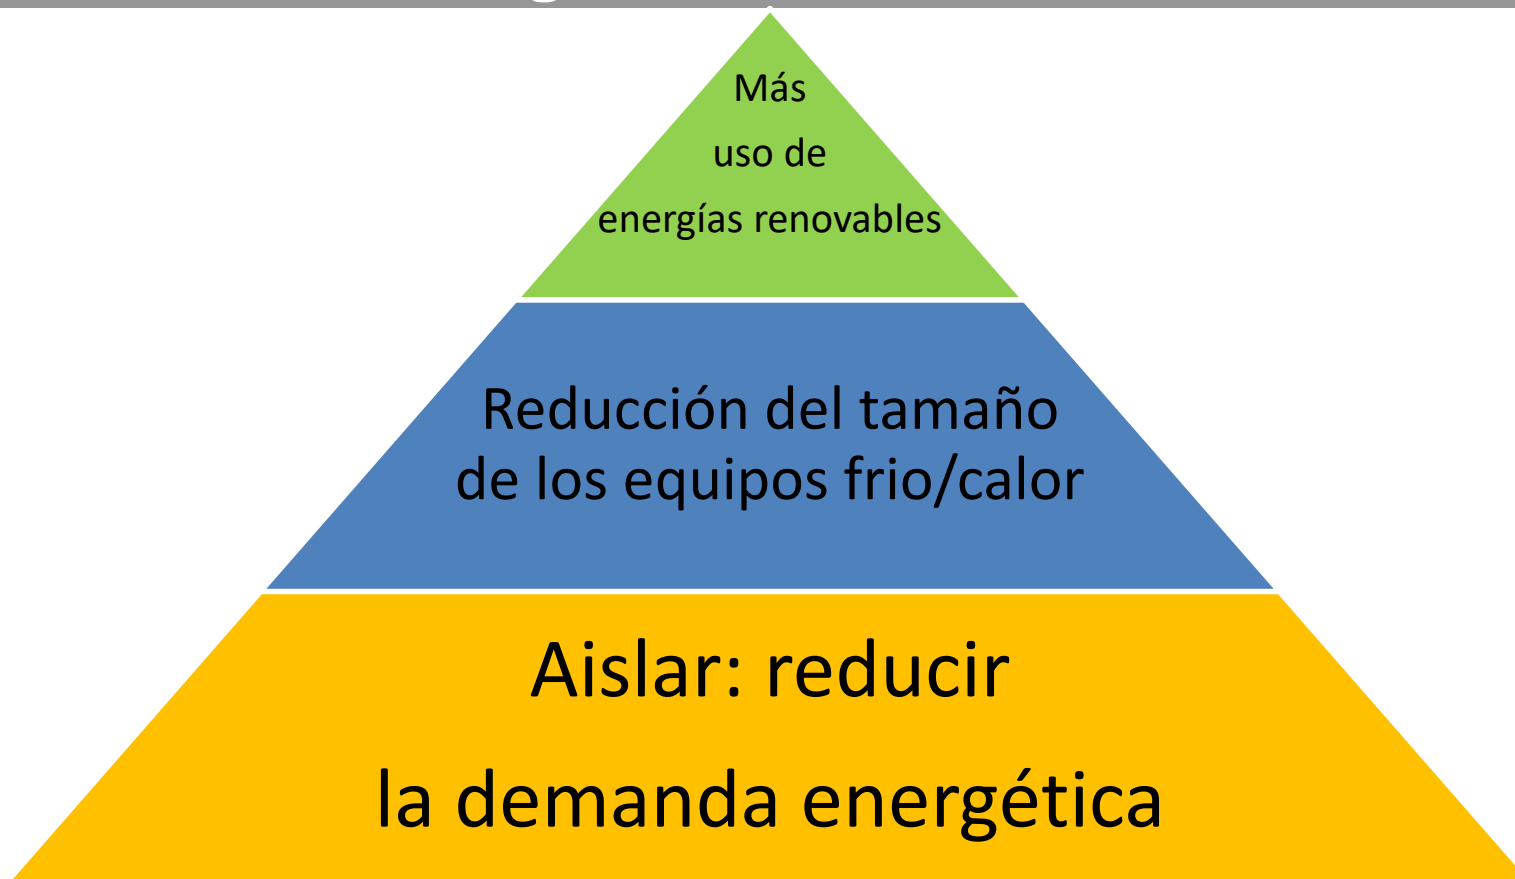 Más
uso de
energías renovables
Reducción del tamaño
de los equipos frio/calor
Aislar: reducir
la demanda energética